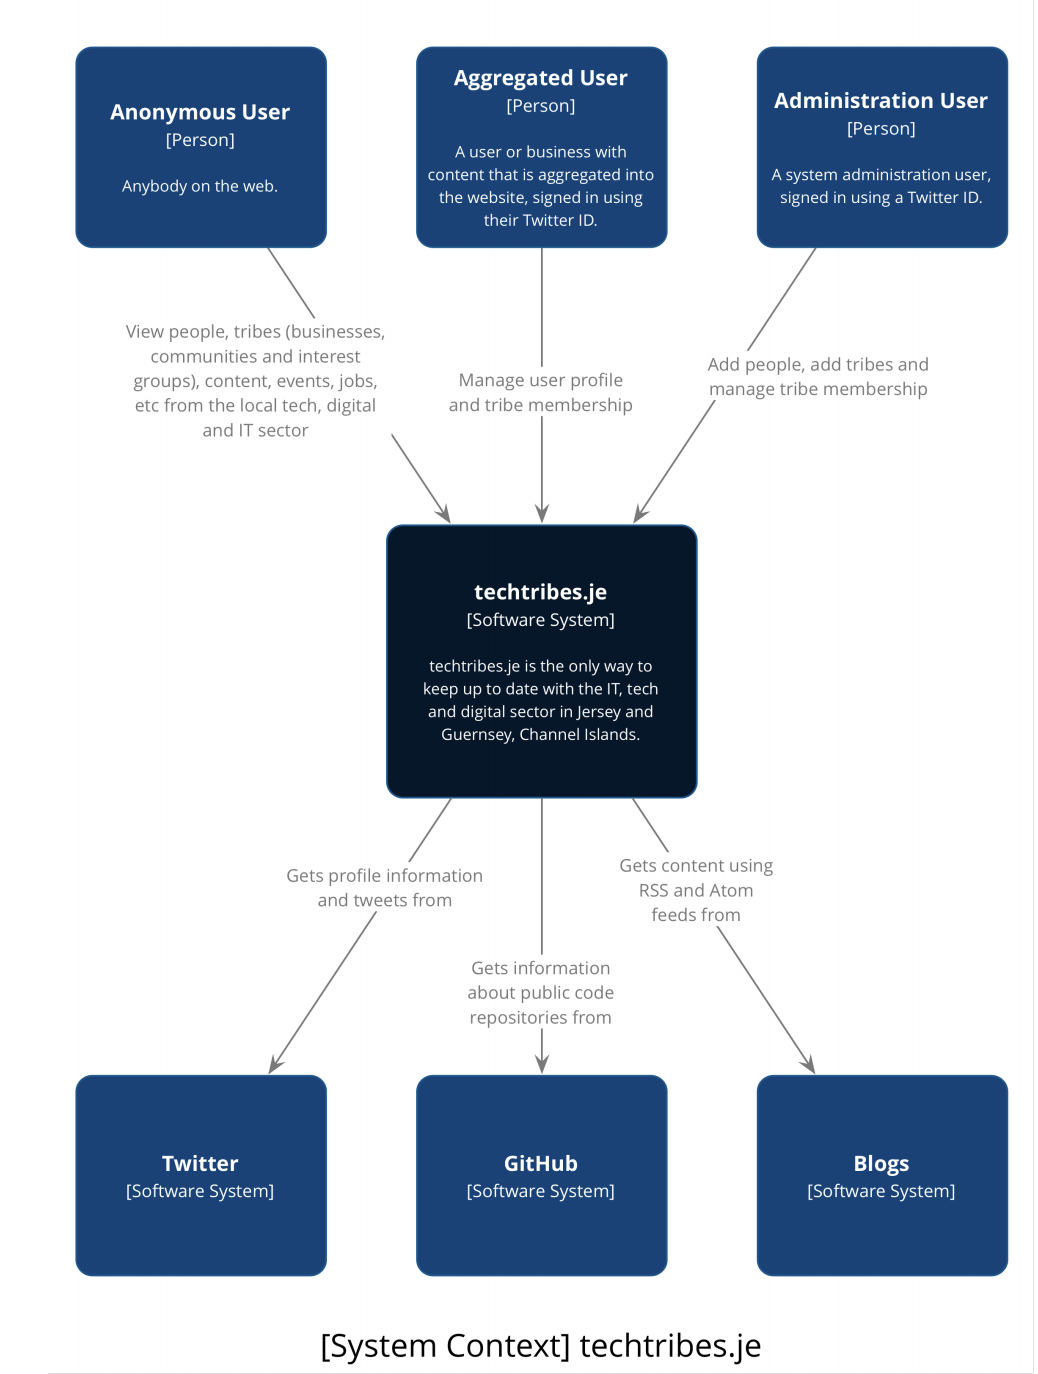 Anonymous User
[Person]
Anybody on the web.
Aggregated User
[Person]
A user or business with
content that is aggregated into
the website, signed in using
their Twitter ID.
Administration User
[Person]
A system administration user,
signed in using a Twitter ID.
View people, tribes (businesses,
communities and interest
groups), content, events, jobs,
etc from the local tech, digital
and IT sector
Manage user profile
and tribe membership
Add people, add tribes and
manage tribe membership
techtribes.je
[Software System]
techtribes.je is the only way to
keep up to date with the IT, tech
and digital sector in Jersey and
Guernsey, Channel Islands.
Gets profile information
and tweets from
Gets information
about public code
repositories from
Gets content using
RSS and Atom
feeds from
Twitter
[Software System]
GitHub
[Software System]
Blogs
[Software System]
[System Context] techtribes.je